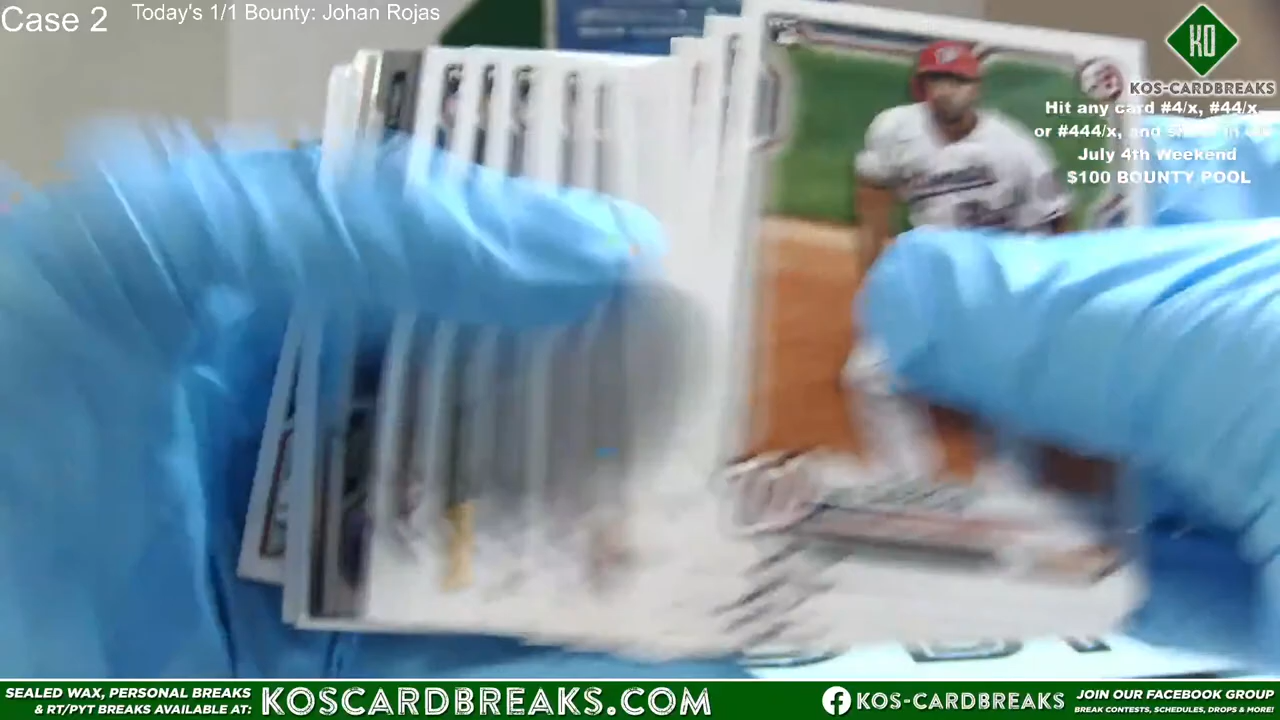 Case 2
Today's 1/1 Bounty: Johan Rojas
KO
KOS-CARDBREAKS
Hit any card #4/x, #44/x,
or #444/x, and
July 4th Weekend
$100 BOUNTY POOL
SEALED WAX, PERSONAL BREAKS
& RT/PYT BREAKS AVAILABLE AT:
KOSCARDBREAKS.COM
KOS-CARDBREAKS
JOIN OUR FACEBOOK GROUP
BREAK CONTESTS, SCHEDULES, DROPS & MORE!